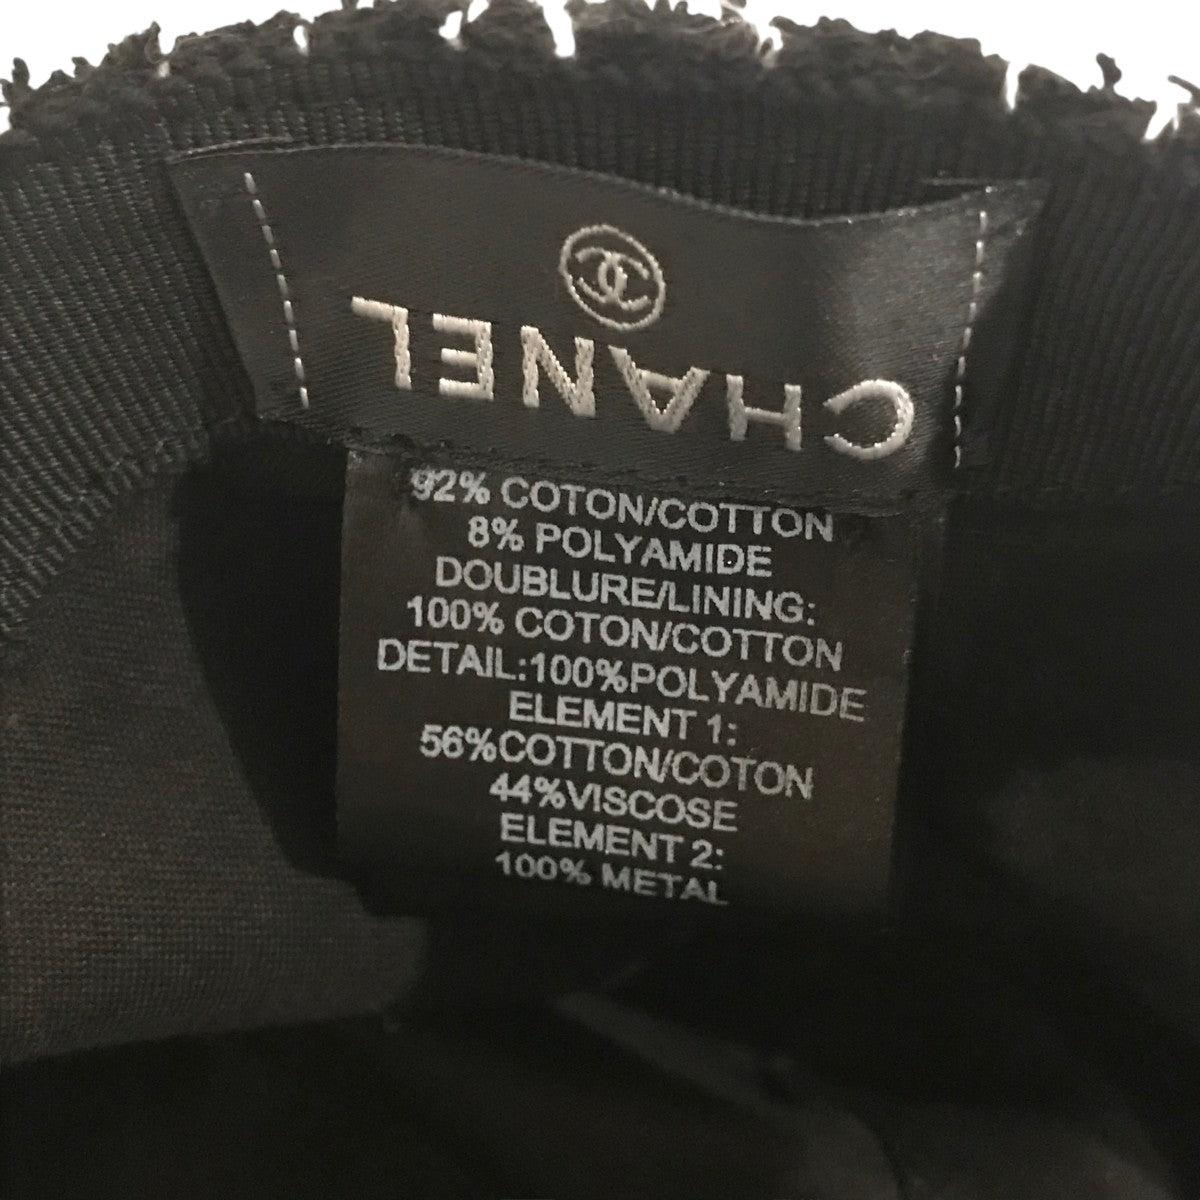 CHANEL
92% COTON/COTTON
8% POLYAMIDE
DOUBLURE/LINING:
100% COTON/COTTON
DETAIL:100%POLYAMIDE
ELEMENT 1:
56%COTTON/COTON
44%VISCOSE
ELEMENT 2:
100% METAL